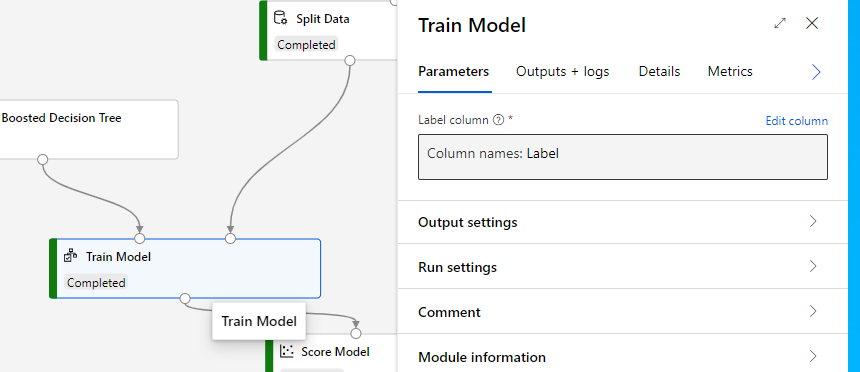 Split Data
Completed
Boosted Decision Tree
Train Model
Completed
Train Model
Score Model
Train Model
Parameters
Outputs + logs
Details
Metrics
Label column
*
Edit column
Column names: Label
Output settings
Run settings
Comment
Module information